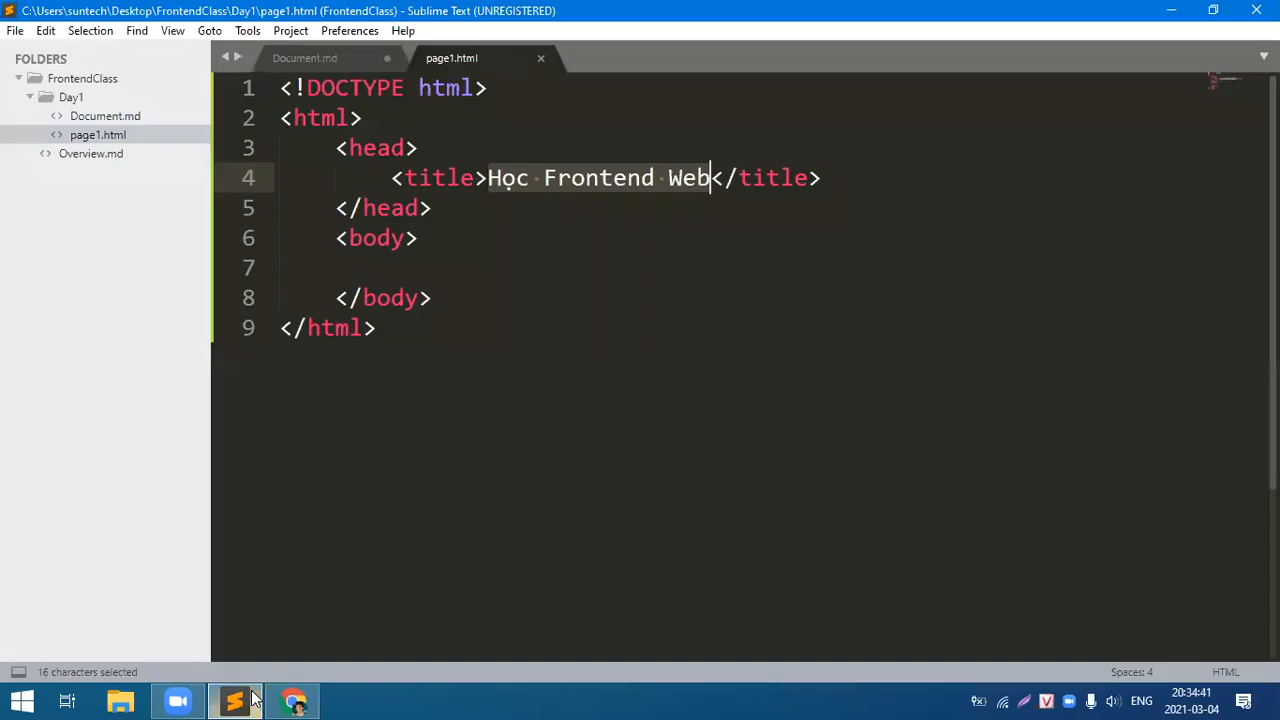 C:\Users\suntech\Desktop\FrontendClass\Day1\page1.html (FrontendClass) - Sublime Text (UNREGISTERED)
File Edit Selection Find View Goto Tools Project Preferences Help
FOLDERS
FrontendClass
Day1
Document.md
page1.html
Overview.md
Document.md page1.html
1 <!DOCTYPE html>
2 <html>
3 <head>
4 <title>Học Frontend Web</title>
5 </head>
6 <body>
7
8 </body>
9 </html>
16 characters selected Spaces: 4 HTML
ENG 20:34:41
2021-03-04